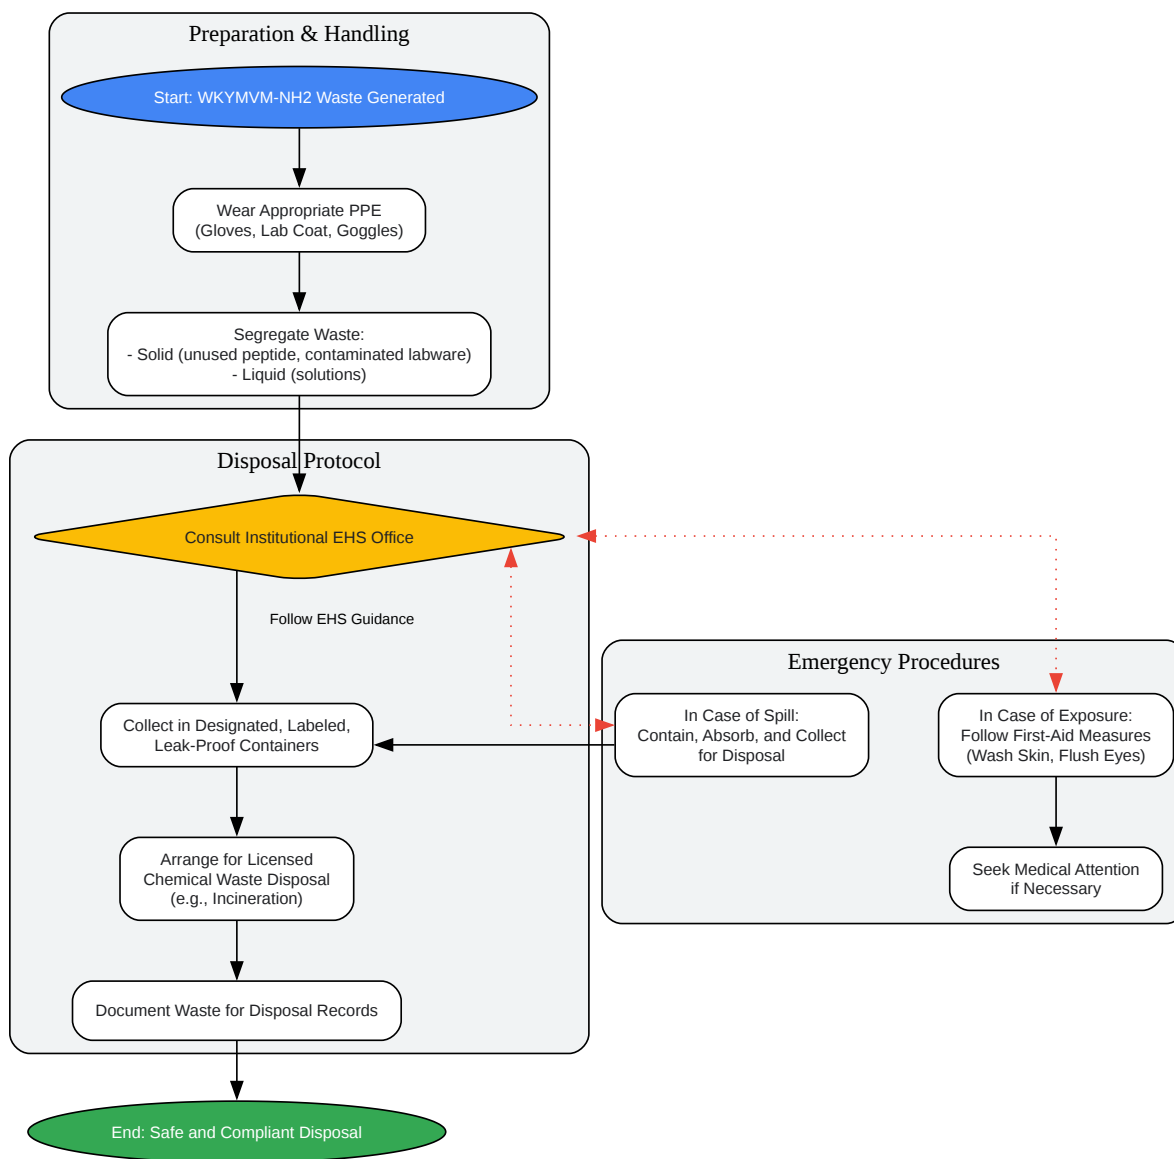 Preparation & Handling
Start: WKYMVM-NH2 Waste Generated
Wear Appropriate PPE
(Gloves, Lab Coat, Goggles)
Segregate Waste:
- Solid (unused peptide, contaminated labware)
- Liquid (solutions)
Disposal Protocol
Consult Institutional EHS Office
Follow EHS Guidance
Collect in Designated, Labeled,
Leak-Proof Containers
Arrange for Licensed
Chemical Waste Disposal
(e.g., Incineration)
Document Waste for Disposal Records
End: Safe and Compliant Disposal
Emergency Procedures
In Case of Spill:
Contain, Absorb, and Collect
for Disposal
In Case of Exposure:
Follow First-Aid Measures
(Wash Skin, Flush Eyes)
Seek Medical Attention
if Necessary